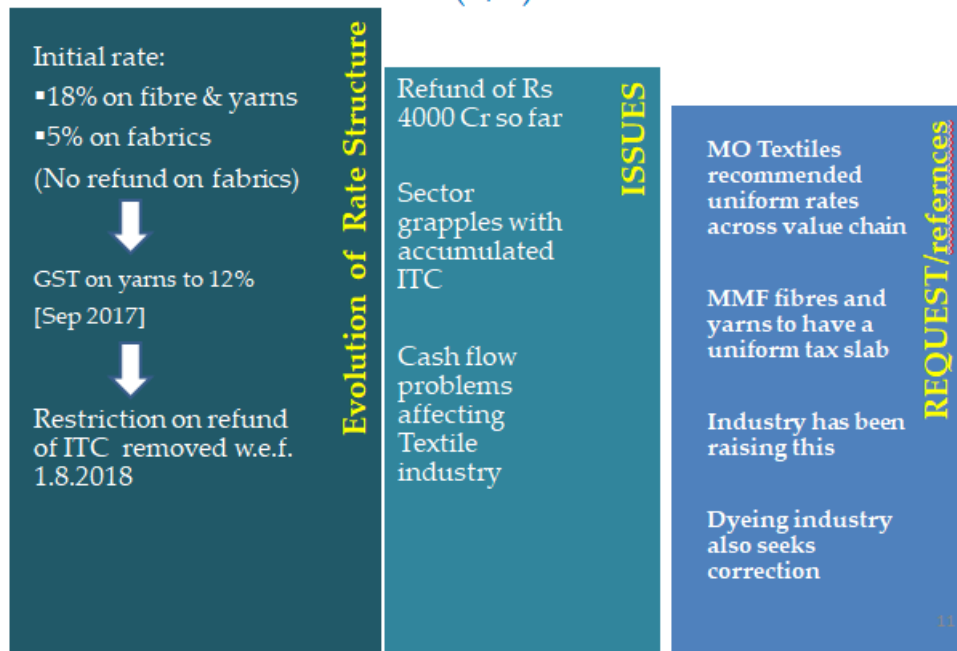 Initial rate:
▪18% on fibre & yarns
▪5% on fabrics
(No refund on fabrics)
GST on yarns to 12%
[Sep 2017]
Restriction on refund
of ITC removed w.e.f.
1.8.2018
Evolution of Rate Structure
Refund of Rs
4000 Cr so far
Sector
grapples with
accumulated
ITC
Cash flow
problems
affecting
Textile
industry
ISSUES
MO Textiles
recommended
uniform rates
across value chain
MMF fibres and
yarns to have a
uniform tax slab
Industry has been
raising this
Dyeing industry
also seeks
correction
REQUEST/refernces
11